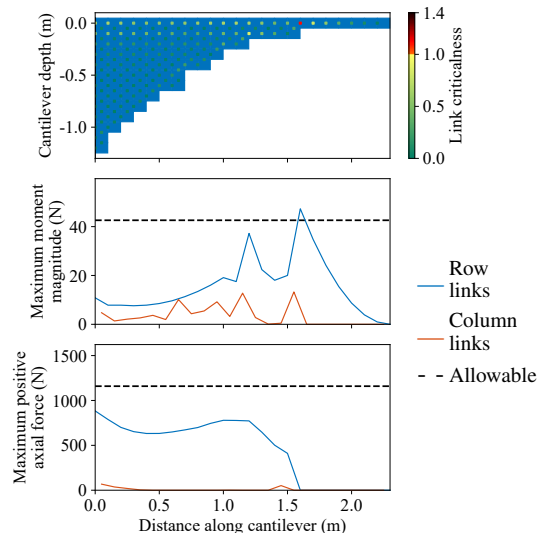 0.0
-0.5
-1.0
Cantilever depth (m)
1.4
1.0
0.5
0.0
Link criticalness
40
20
0
Maximum moment
magnitude (N)
1500
1000
500
0
Maximum positive
axial force (N)
0.0 0.5 1.0 1.5 2.0
Distance along cantilever (m)
Row
links
Column
links
Allowable